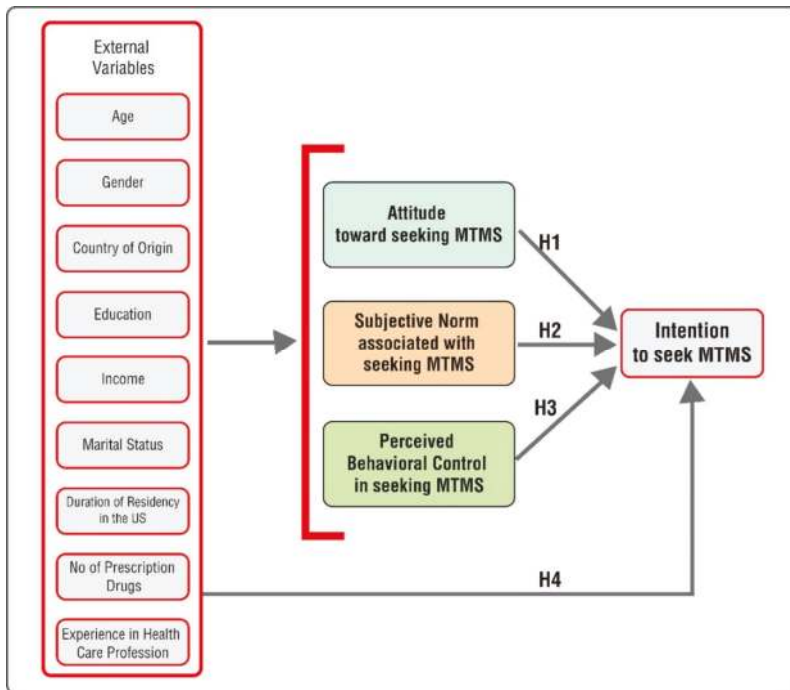 External
Variables
Age
Gender
Country of Origin
Education
Income
Marital Status
Duration of Residency
in the US
No of Prescription
Drugs
Experience in Health
Care Profession
Attitude
toward seeking MTMS
Subjective Norm
associated with
seeking MTMS
Perceived
Behavioral Control
in seeking MTMS
H1
H2
H3
H4
Intention
to seek MTMS